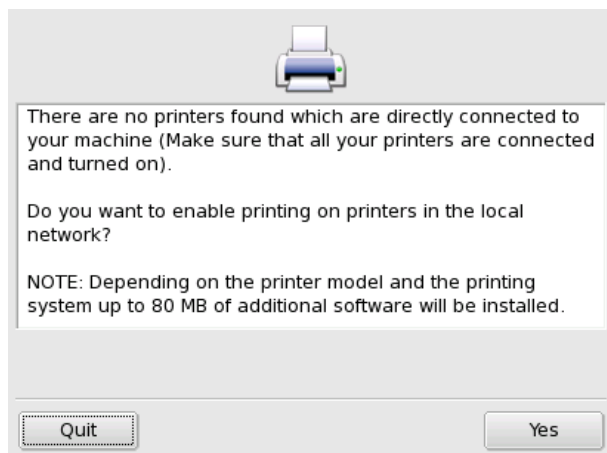 There are no printers found which are directly connected to
your machine (Make sure that all your printers are connected
and turned on).
Do you want to enable printing on printers in the local
network?
NOTE: Depending on the printer model and the printing
system up to 80 MB of additional software will be installed.
Quit
Yes